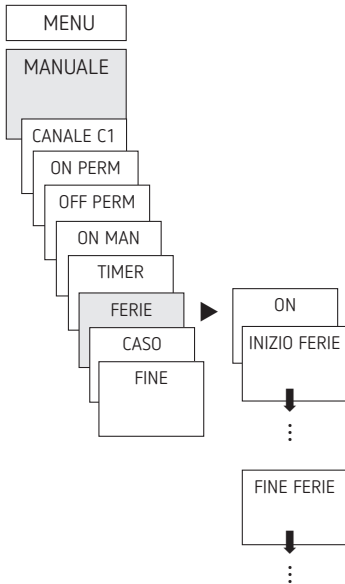 MENU
MANUALE
CANALE C1
ON PERM
OFF PERM
ON MAN
TIMER
FERIE
CASO
FINE
ON
INIZIO FERIE
FINE FERIE